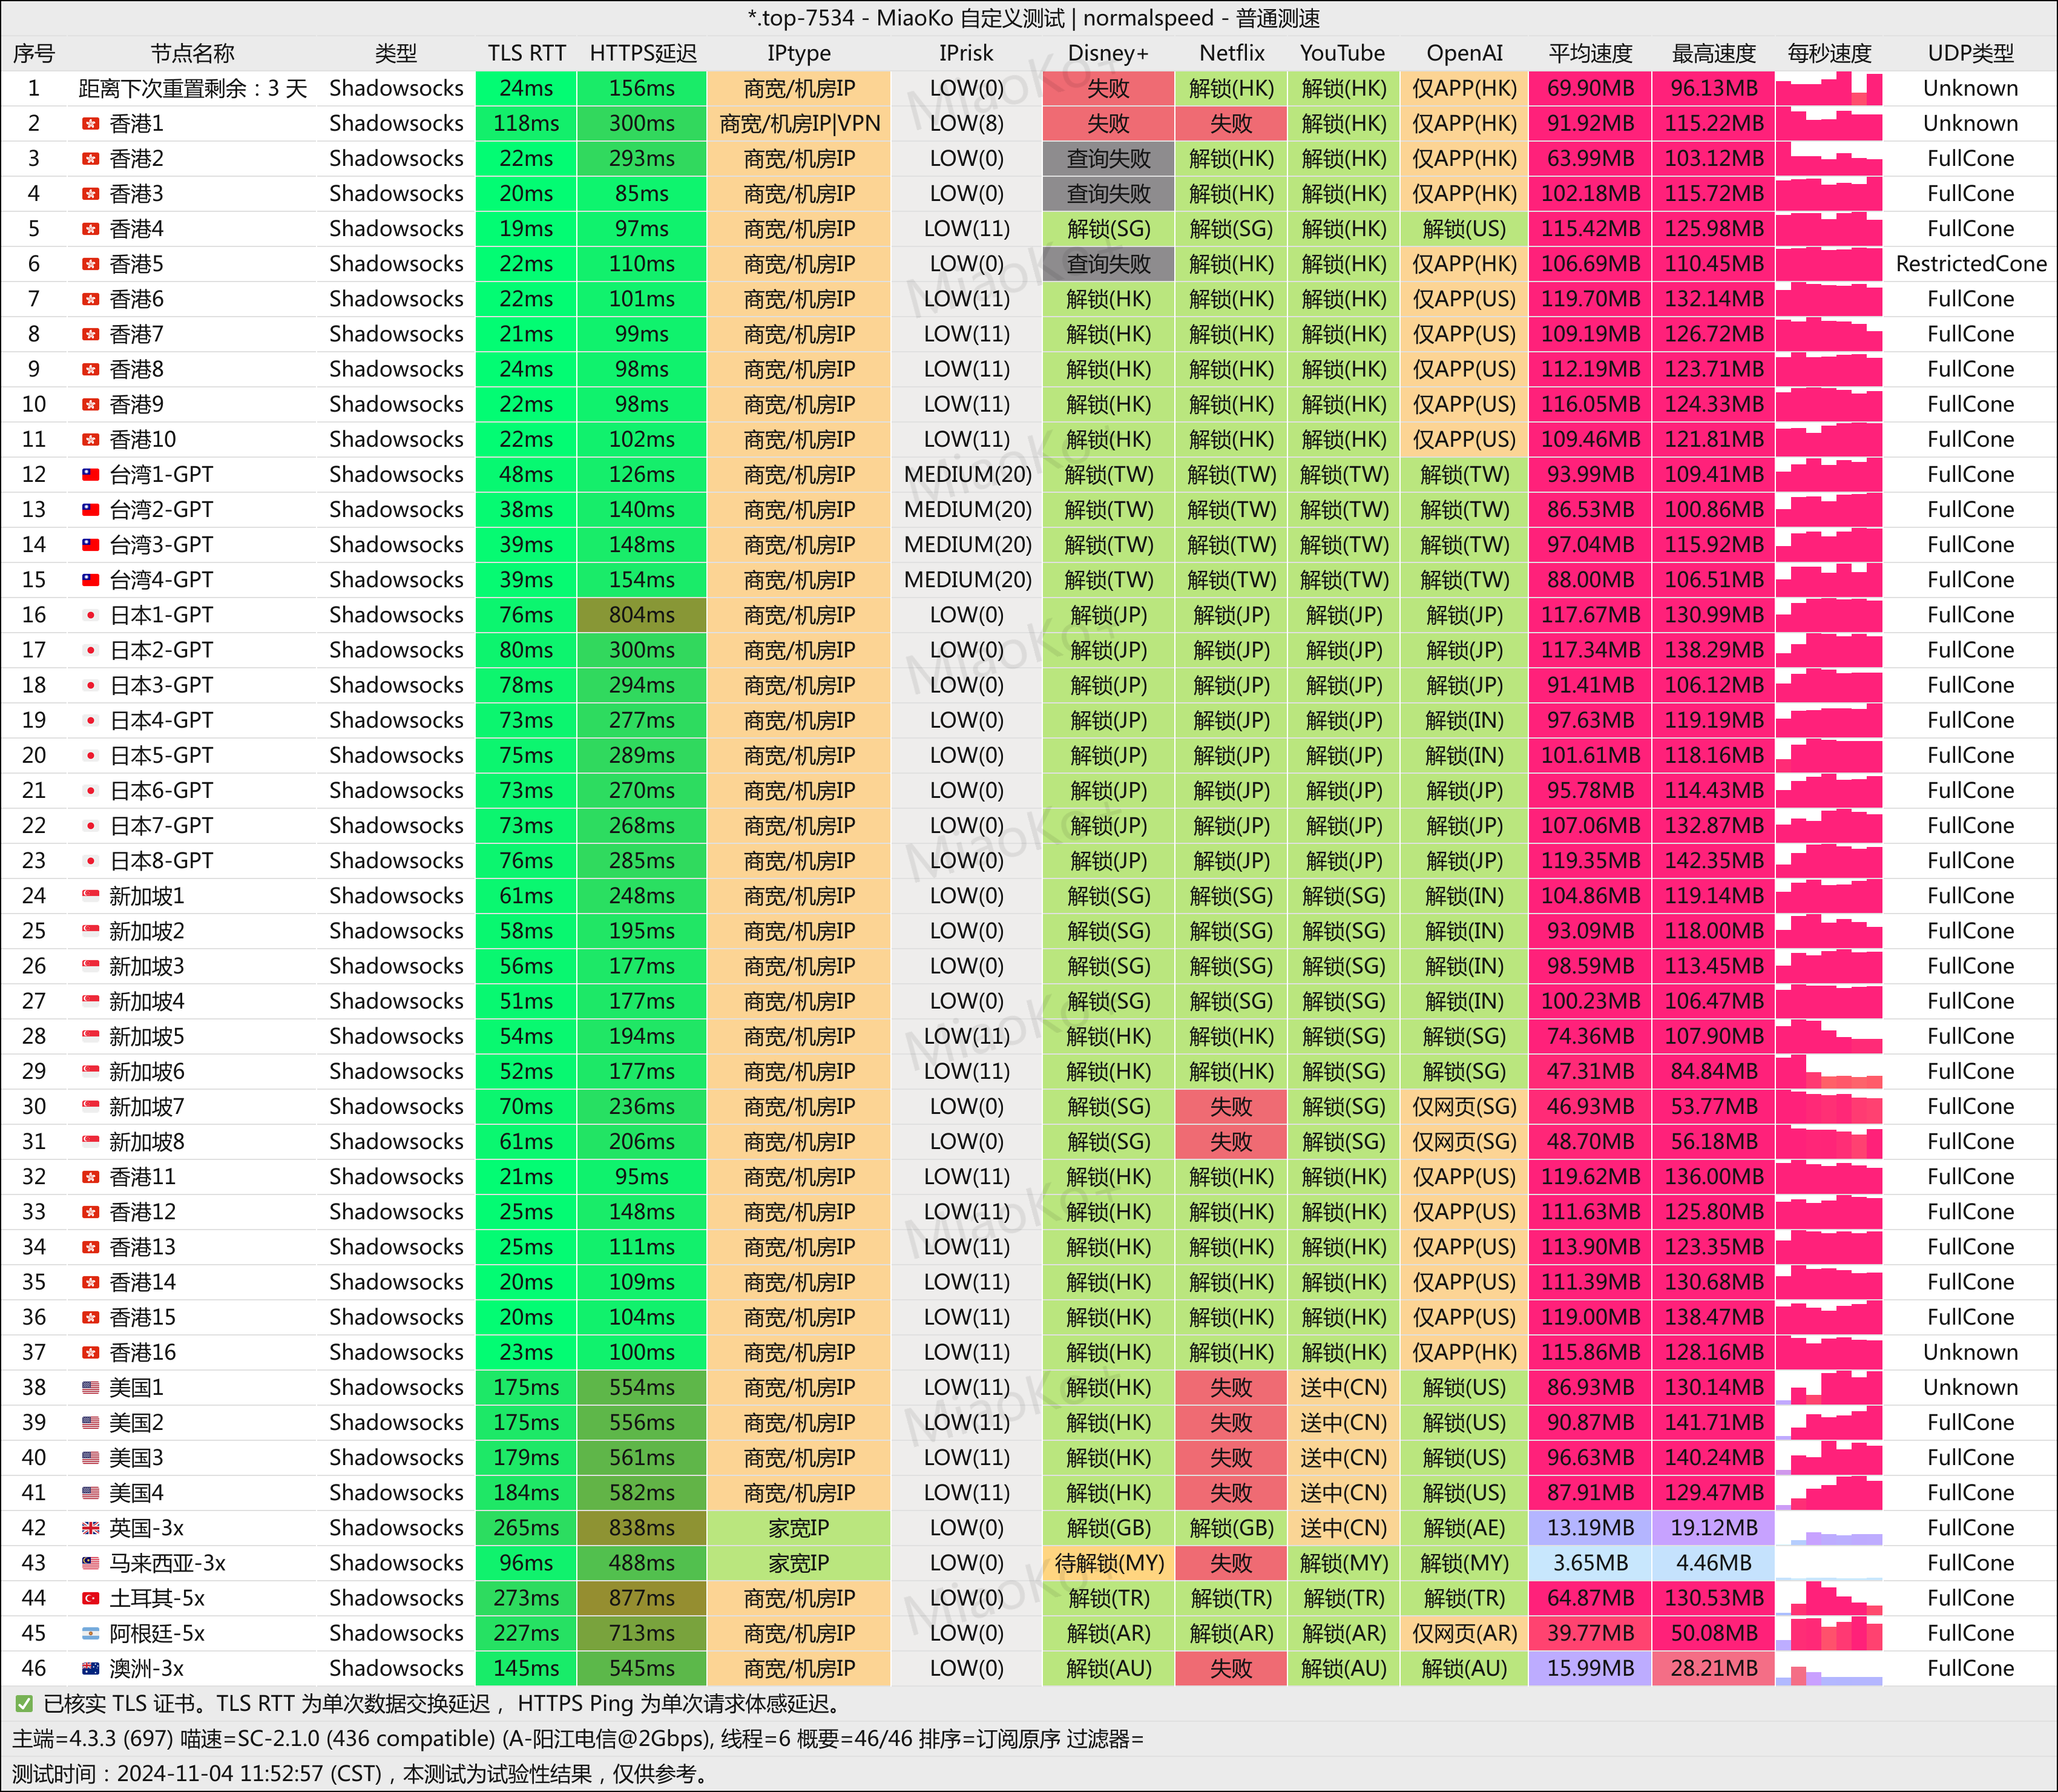 *.top-7534 - MiaoKo 自定义测试 | normalspeed - 普通测速
序号 节点名称 类型 TLS RTT HTTPS延迟 IPtype IPrisk Disney+ Netflix YouTube OpenAI 平均速度 最高速度 每秒速度 UDP类型
1 距离下次重置剩余：3 天 Shadowsocks 24ms 156ms 商宽/机房IP LOW(0) 失败 解锁(HK) 解锁(HK) 仅APP(HK) 69.90MB 96.13MB Unknown
2 香港1 Shadowsocks 118ms 300ms 商宽/机房IP|VPN LOW(8) 失败 失败 解锁(HK) 仅APP(HK) 91.92MB 115.22MB Unknown
3 香港2 Shadowsocks 22ms 293ms 商宽/机房IP LOW(0) 查询失败 解锁(HK) 解锁(HK) 仅APP(HK) 63.99MB 103.12MB FullCone
4 香港3 Shadowsocks 20ms 85ms 商宽/机房IP LOW(0) 查询失败 解锁(HK) 解锁(HK) 仅APP(HK) 102.18MB 115.72MB FullCone
5 香港4 Shadowsocks 19ms 97ms 商宽/机房IP LOW(11) 解锁(SG) 解锁(SG) 解锁(HK) 解锁(US) 115.42MB 125.98MB FullCone
6 香港5 Shadowsocks 22ms 110ms 商宽/机房IP LOW(0) 查询失败 解锁(HK) 解锁(HK) 仅APP(HK) 106.69MB 110.45MB RestrictedCone
7 香港6 Shadowsocks 22ms 101ms 商宽/机房IP LOW(11) 解锁(HK) 解锁(HK) 解锁(HK) 仅APP(US) 119.70MB 132.14MB FullCone
8 香港7 Shadowsocks 21ms 99ms 商宽/机房IP LOW(11) 解锁(HK) 解锁(HK) 解锁(HK) 仅APP(US) 109.19MB 126.72MB FullCone
9 香港8 Shadowsocks 24ms 98ms 商宽/机房IP LOW(11) 解锁(HK) 解锁(HK) 解锁(HK) 仅APP(US) 112.19MB 123.71MB FullCone
10 香港9 Shadowsocks 22ms 98ms 商宽/机房IP LOW(11) 解锁(HK) 解锁(HK) 解锁(HK) 仅APP(US) 116.05MB 124.33MB FullCone
11 香港10 Shadowsocks 22ms 102ms 商宽/机房IP LOW(11) 解锁(HK) 解锁(HK) 解锁(HK) 仅APP(US) 109.46MB 121.81MB FullCone
12 台湾1-GPT Shadowsocks 48ms 126ms 商宽/机房IP MEDIUM(20) 解锁(TW) 解锁(TW) 解锁(TW) 解锁(TW) 93.99MB 109.41MB FullCone
13 台湾2-GPT Shadowsocks 38ms 140ms 商宽/机房IP MEDIUM(20) 解锁(TW) 解锁(TW) 解锁(TW) 解锁(TW) 86.53MB 100.86MB FullCone
14 台湾3-GPT Shadowsocks 39ms 148ms 商宽/机房IP MEDIUM(20) 解锁(TW) 解锁(TW) 解锁(TW) 解锁(TW) 97.04MB 115.92MB FullCone
15 台湾4-GPT Shadowsocks 39ms 154ms 商宽/机房IP MEDIUM(20) 解锁(TW) 解锁(TW) 解锁(TW) 解锁(TW) 88.00MB 106.51MB FullCone
16 日本1-GPT Shadowsocks 76ms 804ms 商宽/机房IP LOW(0) 解锁(JP) 解锁(JP) 解锁(JP) 解锁(JP) 117.67MB 130.99MB FullCone
17 日本2-GPT Shadowsocks 80ms 300ms 商宽/机房IP LOW(0) 解锁(JP) 解锁(JP) 解锁(JP) 解锁(JP) 117.34MB 138.29MB FullCone
18 日本3-GPT Shadowsocks 78ms 294ms 商宽/机房IP LOW(0) 解锁(JP) 解锁(JP) 解锁(JP) 解锁(JP) 91.41MB 106.12MB FullCone
19 日本4-GPT Shadowsocks 73ms 277ms 商宽/机房IP LOW(0) 解锁(JP) 解锁(JP) 解锁(JP) 解锁(IN) 97.63MB 119.19MB FullCone
20 日本5-GPT Shadowsocks 75ms 289ms 商宽/机房IP LOW(0) 解锁(JP) 解锁(JP) 解锁(JP) 解锁(IN) 101.61MB 118.16MB FullCone
21 日本6-GPT Shadowsocks 73ms 270ms 商宽/机房IP LOW(0) 解锁(JP) 解锁(JP) 解锁(JP) 解锁(JP) 95.78MB 114.43MB FullCone
22 日本7-GPT Shadowsocks 73ms 268ms 商宽/机房IP LOW(0) 解锁(JP) 解锁(JP) 解锁(JP) 解锁(JP) 107.06MB 132.87MB FullCone
23 日本8-GPT Shadowsocks 76ms 285ms 商宽/机房IP LOW(0) 解锁(JP) 解锁(JP) 解锁(JP) 解锁(JP) 119.35MB 142.35MB FullCone
24 新加坡1 Shadowsocks 61ms 248ms 商宽/机房IP LOW(0) 解锁(SG) 解锁(SG) 解锁(SG) 解锁(IN) 104.86MB 119.14MB FullCone
25 新加坡2 Shadowsocks 58ms 195ms 商宽/机房IP LOW(0) 解锁(SG) 解锁(SG) 解锁(SG) 解锁(IN) 93.09MB 118.00MB FullCone
26 新加坡3 Shadowsocks 56ms 177ms 商宽/机房IP LOW(0) 解锁(SG) 解锁(SG) 解锁(SG) 解锁(IN) 98.59MB 113.45MB FullCone
27 新加坡4 Shadowsocks 51ms 177ms 商宽/机房IP LOW(0) 解锁(SG) 解锁(SG) 解锁(SG) 解锁(IN) 100.23MB 106.47MB FullCone
28 新加坡5 Shadowsocks 54ms 194ms 商宽/机房IP LOW(11) 解锁(HK) 解锁(HK) 解锁(SG) 解锁(SG) 74.36MB 107.90MB FullCone
29 新加坡6 Shadowsocks 52ms 177ms 商宽/机房IP LOW(11) 解锁(HK) 解锁(HK) 解锁(SG) 解锁(SG) 47.31MB 84.84MB FullCone
30 新加坡7 Shadowsocks 70ms 236ms 商宽/机房IP LOW(0) 解锁(SG) 失败 解锁(SG) 仅网页(SG) 46.93MB 53.77MB FullCone
31 新加坡8 Shadowsocks 61ms 206ms 商宽/机房IP LOW(0) 解锁(SG) 失败 解锁(SG) 仅网页(SG) 48.70MB 56.18MB FullCone
32 香港11 Shadowsocks 21ms 95ms 商宽/机房IP LOW(11) 解锁(HK) 解锁(HK) 解锁(HK) 仅APP(US) 119.62MB 136.00MB FullCone
33 香港12 Shadowsocks 25ms 148ms 商宽/机房IP LOW(11) 解锁(HK) 解锁(HK) 解锁(HK) 仅APP(US) 111.63MB 125.80MB FullCone
34 香港13 Shadowsocks 25ms 111ms 商宽/机房IP LOW(11) 解锁(HK) 解锁(HK) 解锁(HK) 仅APP(US) 113.90MB 123.35MB FullCone
35 香港14 Shadowsocks 20ms 109ms 商宽/机房IP LOW(11) 解锁(HK) 解锁(HK) 解锁(HK) 仅APP(US) 111.39MB 130.68MB FullCone
36 香港15 Shadowsocks 20ms 104ms 商宽/机房IP LOW(11) 解锁(HK) 解锁(HK) 解锁(HK) 仅APP(US) 119.00MB 138.47MB FullCone
37 香港16 Shadowsocks 23ms 100ms 商宽/机房IP LOW(11) 解锁(HK) 解锁(HK) 解锁(HK) 仅APP(HK) 115.86MB 128.16MB Unknown
38 美国1 Shadowsocks 175ms 554ms 商宽/机房IP LOW(11) 解锁(HK) 失败 送中(CN) 解锁(US) 86.93MB 130.14MB Unknown
39 美国2 Shadowsocks 175ms 556ms 商宽/机房IP LOW(11) 解锁(HK) 失败 送中(CN) 解锁(US) 90.87MB 141.71MB FullCone
40 美国3 Shadowsocks 179ms 561ms 商宽/机房IP LOW(11) 解锁(HK) 失败 送中(CN) 解锁(US) 96.63MB 140.24MB FullCone
41 美国4 Shadowsocks 184ms 582ms 商宽/机房IP LOW(11) 解锁(HK) 失败 送中(CN) 解锁(US) 87.91MB 129.47MB FullCone
42 英国-3x Shadowsocks 265ms 838ms 家宽IP LOW(0) 解锁(GB) 解锁(GB) 送中(CN) 解锁(AE) 13.19MB 19.12MB FullCone
43 马来西亚-3x Shadowsocks 96ms 488ms 家宽IP LOW(0) 待解锁(MY) 失败 解锁(MY) 解锁(MY) 3.65MB 4.46MB FullCone
44 土耳其-5x Shadowsocks 273ms 877ms 商宽/机房IP LOW(0) 解锁(TR) 解锁(TR) 解锁(TR) 解锁(TR) 64.87MB 130.53MB FullCone
45 阿根廷-5x Shadowsocks 227ms 713ms 商宽/机房IP LOW(0) 解锁(AR) 解锁(AR) 解锁(AR) 仅网页(AR) 39.77MB 50.08MB FullCone
46 澳洲-3x Shadowsocks 145ms 545ms 商宽/机房IP LOW(0) 解锁(AU) 失败 解锁(AU) 解锁(AU) 15.99MB 28.21MB FullCone
✅ 已核实 TLS 证书。TLS RTT 为单次数据交换延迟， HTTPS Ping 为单次请求体感延迟。
主端=4.3.3 (697) 喵速=SC-2.1.0 (436 compatible) (A-阳江电信@2Gbps), 线程=6 概要=46/46 排序=订阅原序 过滤器=
测试时间：2024-11-04 11:52:57 (CST)，本测试为试验性结果，仅供参考。